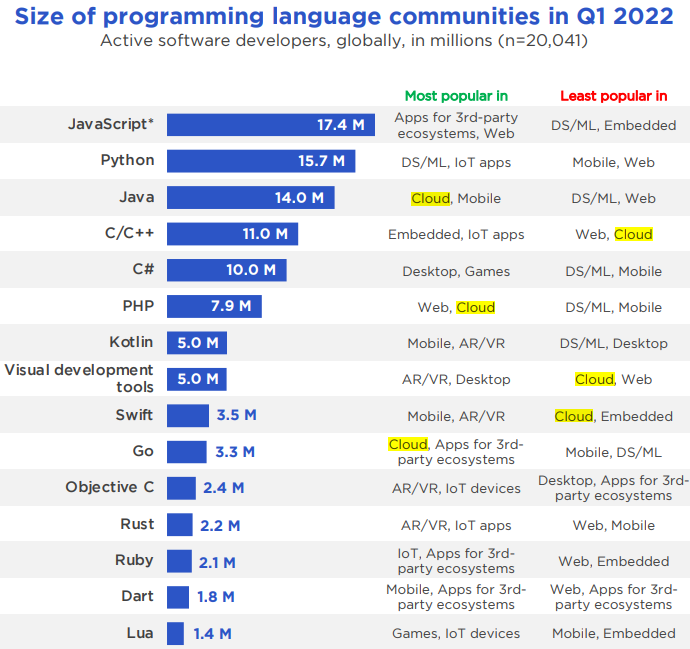 Size of programming language communities in Q1 2022
Active software developers, globally, in millions (n=20,041)
Most popular in Least popular in
JavaScript* 17.4 M Apps for 3rd-party DS/ML, Embedded
ecosystems, Web
Python 15.7 M DS/ML, IoT apps Mobile, Web
Java 14.0 M Cloud, Mobile DS/ML, Web
C/C++ 11.0 M Embedded, IoT apps Web, Cloud
C# 10.0 M Desktop, Games DS/ML, Mobile
PHP 7.9 M Web, Cloud DS/ML, Mobile
Kotlin 5.0 M Mobile, AR/VR DS/ML, Desktop
Visual development
tools 5.0 M AR/VR, Desktop Cloud, Web
Swift 3.5 M Mobile, AR/VR Cloud, Embedded
Go 3.3 M Cloud, Apps for 3rd- Mobile, DS/ML
party ecosystems
Objective C 2.4 M AR/VR, IoT devices Desktop, Apps for 3rd-
party ecosystems
Rust 2.2 M AR/VR, IoT apps Web, Mobile
Ruby 2.1 M IoT, Apps for 3rd- Web, Embedded
party ecosystems
Dart 1.8 M Mobile, Apps for 3rd- Web, Apps for 3rd-
party ecosystems party ecosystems
Lua 1.4 M Games, IoT devices Mobile, Embedded